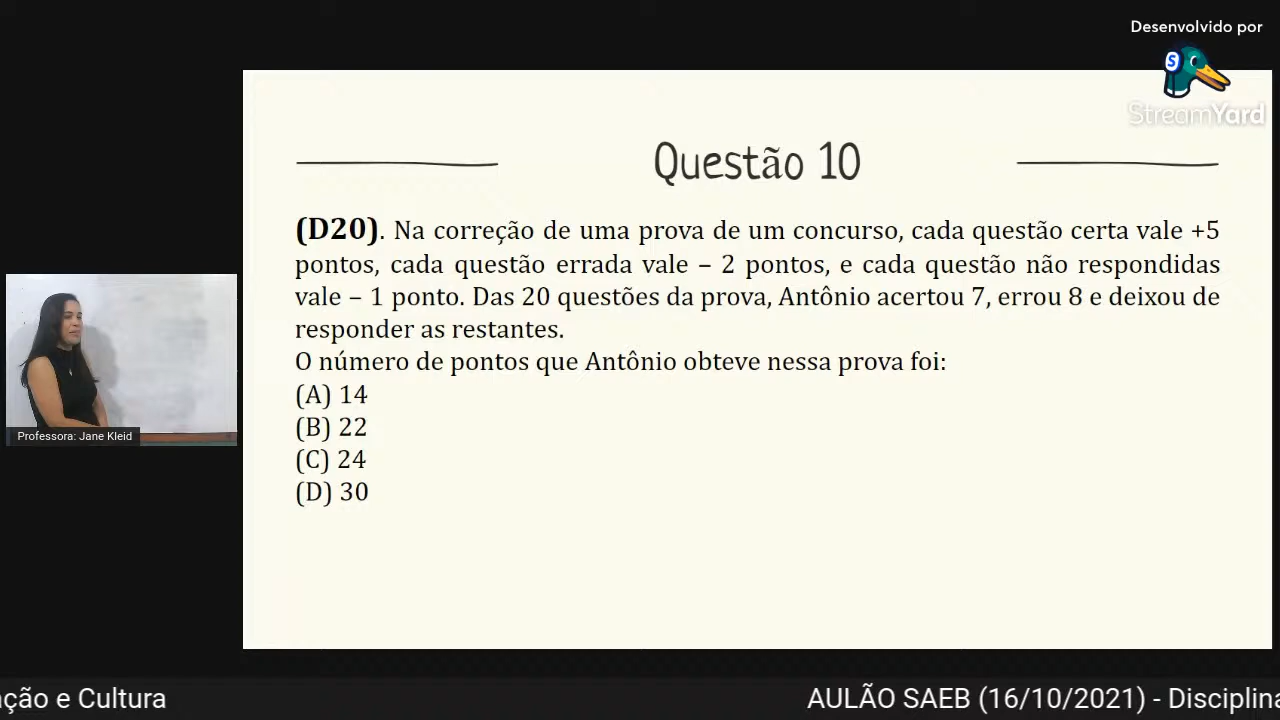 Desenvolvido por
S
StreamYard
Questão 10
(D20). Na correção de uma prova de um concurso, cada questão certa vale +5
pontos, cada questão errada vale – 2 pontos, e cada questão não respondidas
vale – 1 ponto. Das 20 questões da prova, Antônio acertou 7, errou 8 e deixou de
responder as restantes.
O número de pontos que Antônio obteve nessa prova foi:
(A) 14
(B) 22
(C) 24
(D) 30
Professora: Jane Kleid
ação e Cultura
AULÃO SAEB (16/10/2021) - Disciplina